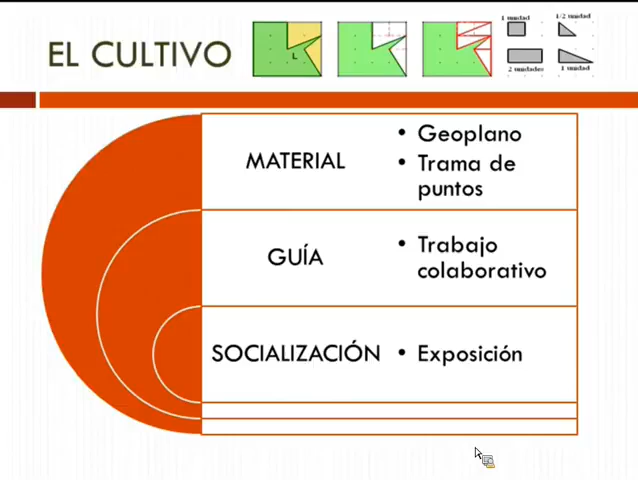 EL CULTIVO
L
1 unidad
1/2 unidad
2 unidades
1 unidad
MATERIAL
• Geoplano
• Trama de
puntos
GUÍA
• Trabajo
colaborativo
SOCIALIZACIÓN
• Exposición